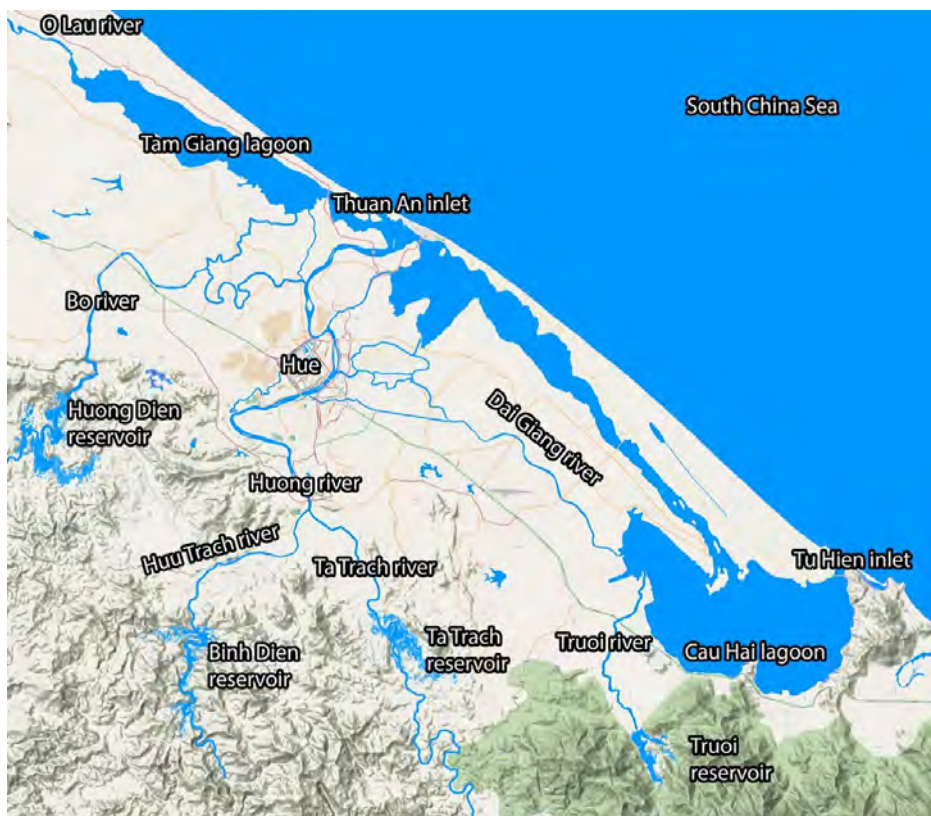 O Lau river
South China Sea
Tam Giang lagoon
Thuan An inlet
Bo river
Hue
Huong Dien
reservoir
Dai Giang river
Huong river
Huu Trach river
Ta Trach river
Tu Hien inlet
Binh Dien
reservoir
Ta Trach
reservoir
Truoi river
Cau Hai lagoon
Truoi
reservoir